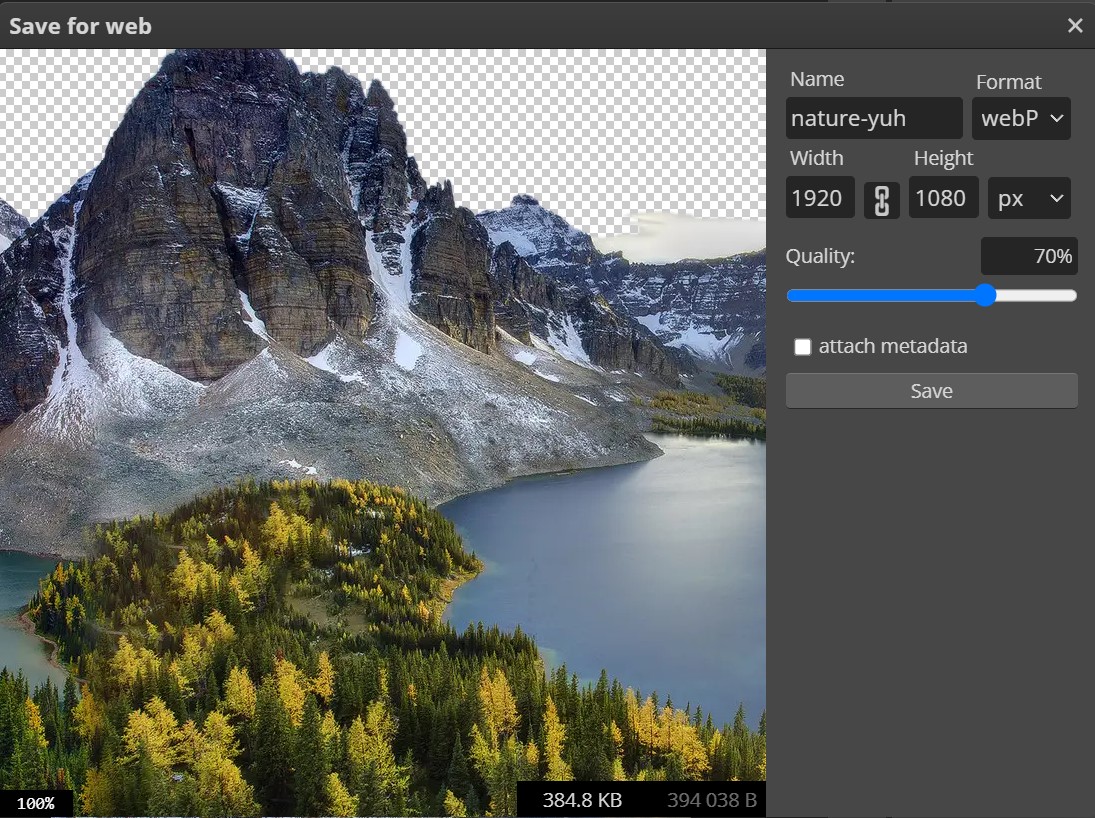 Save for web
Name
Format
nature-yuh
webP
Width
Height
1920
1080
px
Quality:
70%
attach metadata
Save
100%
384.8 KB
394 038 B